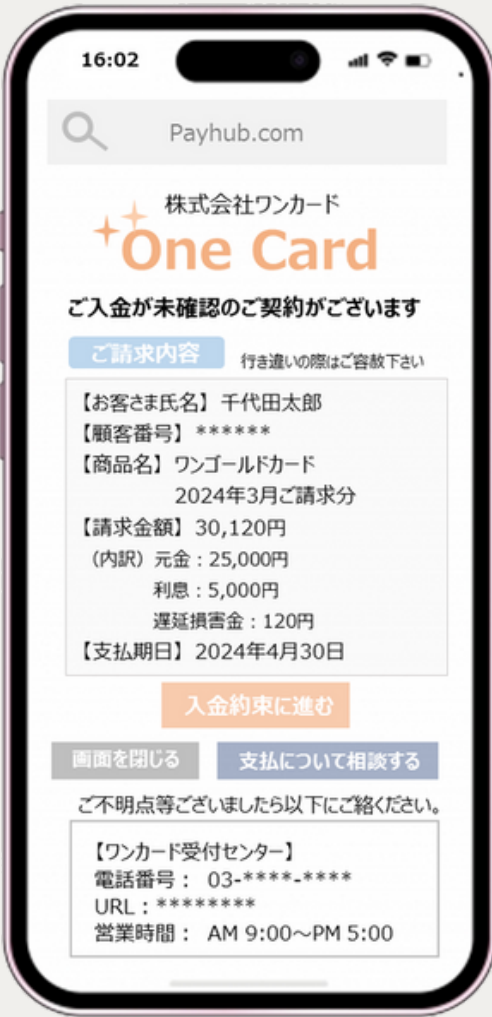 16:02
Payhub.com
株式会社ワンカード
One Card
ご入金が未確認のご契約がございます
ご請求内容 行き違いの際はご容赦下さい
【お客さま氏名】千代田太郎
【顧客番号】******
【商品名】ワンゴールドカード
2024年3月ご請求分
【請求金額】30,120円
（内訳）元金：25,000円
利息：5,000円
遅延損害金：120円
【支払期日】2024年4月30日
入金約束に進む
画面を閉じる 支払について相談する
ご不明点等ございましたら以下にご絡ください。
【ワンカード受付センター】
電話番号： 03-****-****
URL：********
営業時間： AM 9:00～PM 5:00